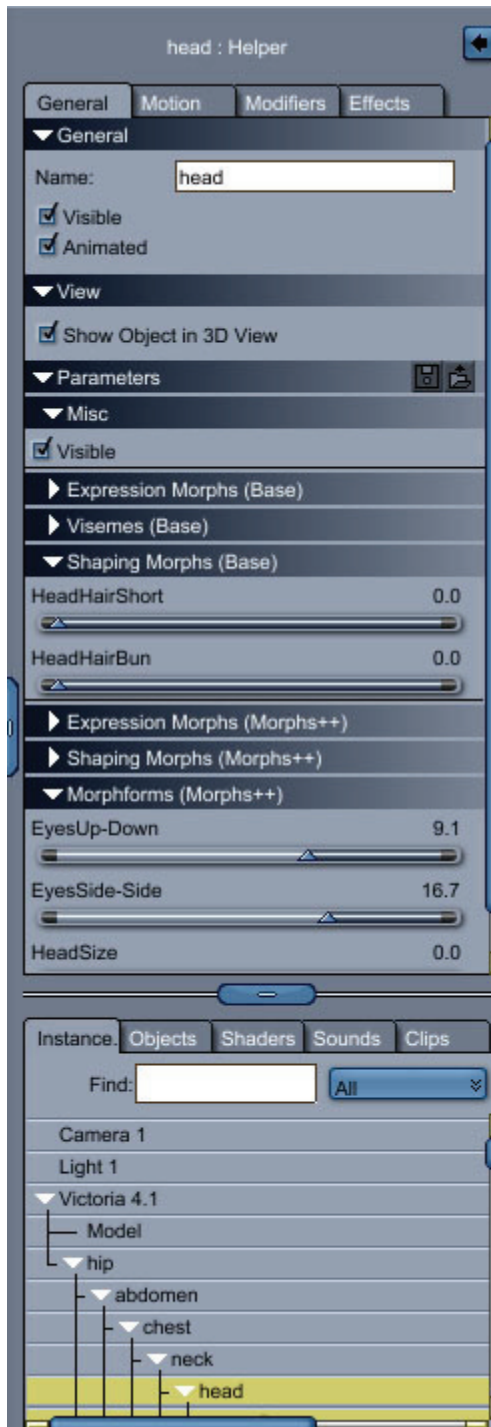 head : Helper
General Motion Modifiers Effects
General
Name: head
Visible
Animated
View
Show Object in 3D View
Parameters
Misc
Visible
Expression Morphs (Base)
Visemes (Base)
Shaping Morphs (Base)
HeadHairShort 0.0
HeadHairBun 0.0
Expression Morphs (Morphs++)
Shaping Morphs (Morphs++)
Morphforms (Morphs++)
EyesUp-Down 9.1
EyesSide-Side 16.7
HeadSize 0.0
Instance. Objects Shaders Sounds Clips
Find: All
Camera 1
Light 1
Victoria 4.1
Model
hip
abdomen
chest
neck
head